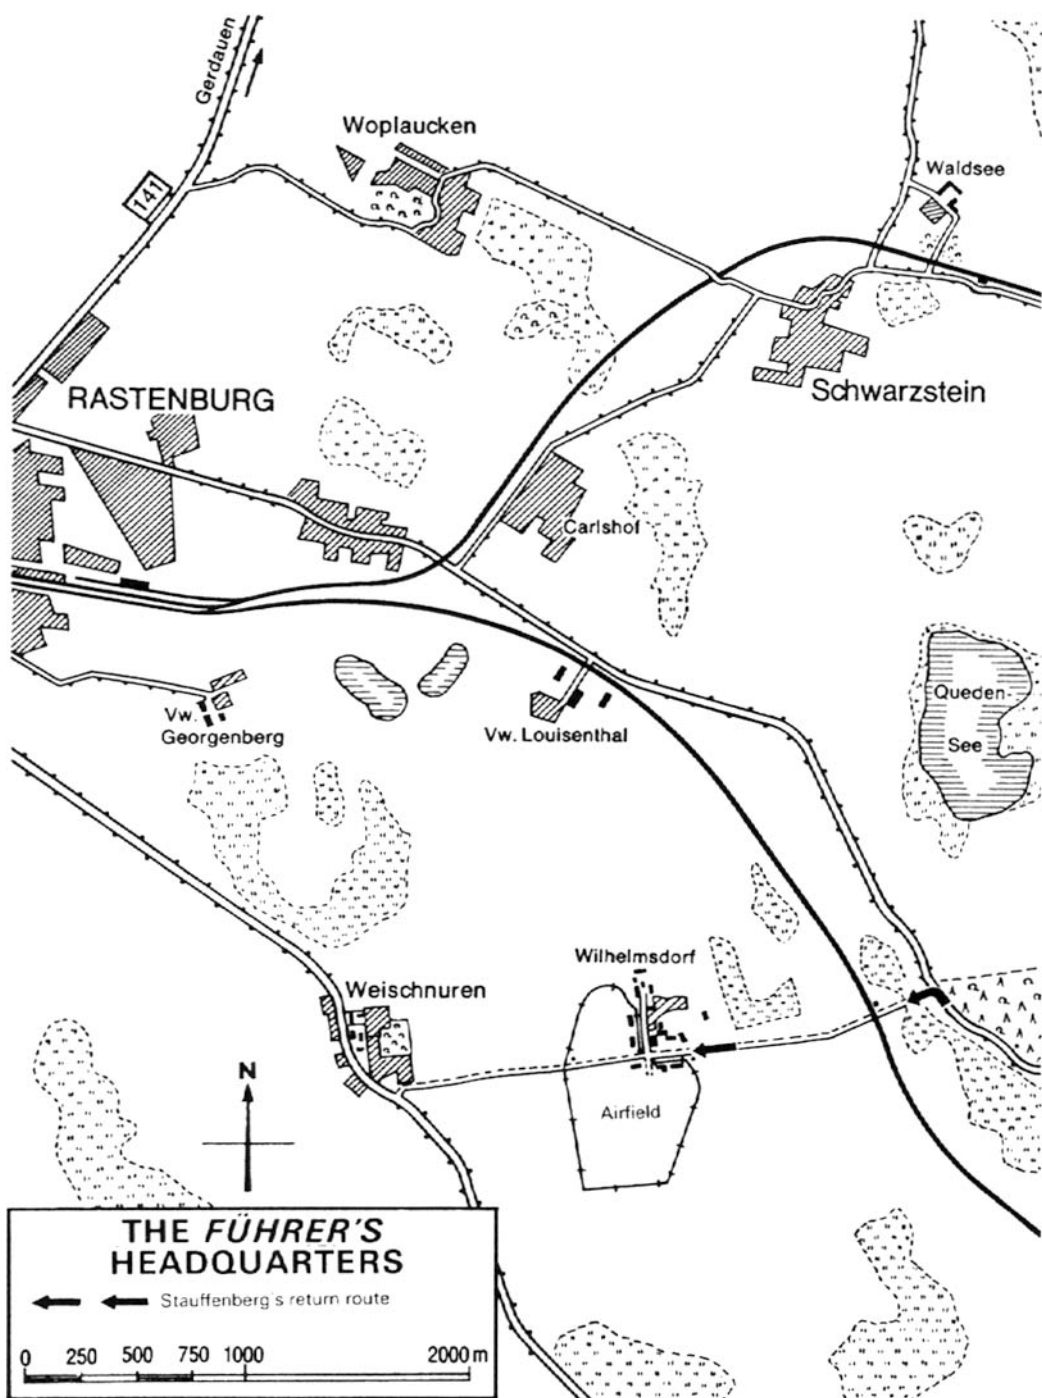 Gerdauen
Woplaucken
Waldsee
141
RASTENBURG
Schwarzstein
Carlshof
Queden-
See
Vw.
Georgenberg
Vw. Louisenthal
Wilhelmsdorf
Weischnuren
N
Airfield
THE FÜHRER'S
HEADQUARTERS
Stauffenberg's return route
0 250 500 750 1000 2000 m